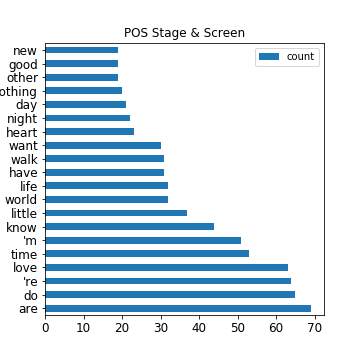 POS Stage & Screen
count
new
good
other
othing
day
night
heart
want
walk
have
life
world
little
know
'm
time
love
're
do
are
0 10 20 30 40 50 60 70